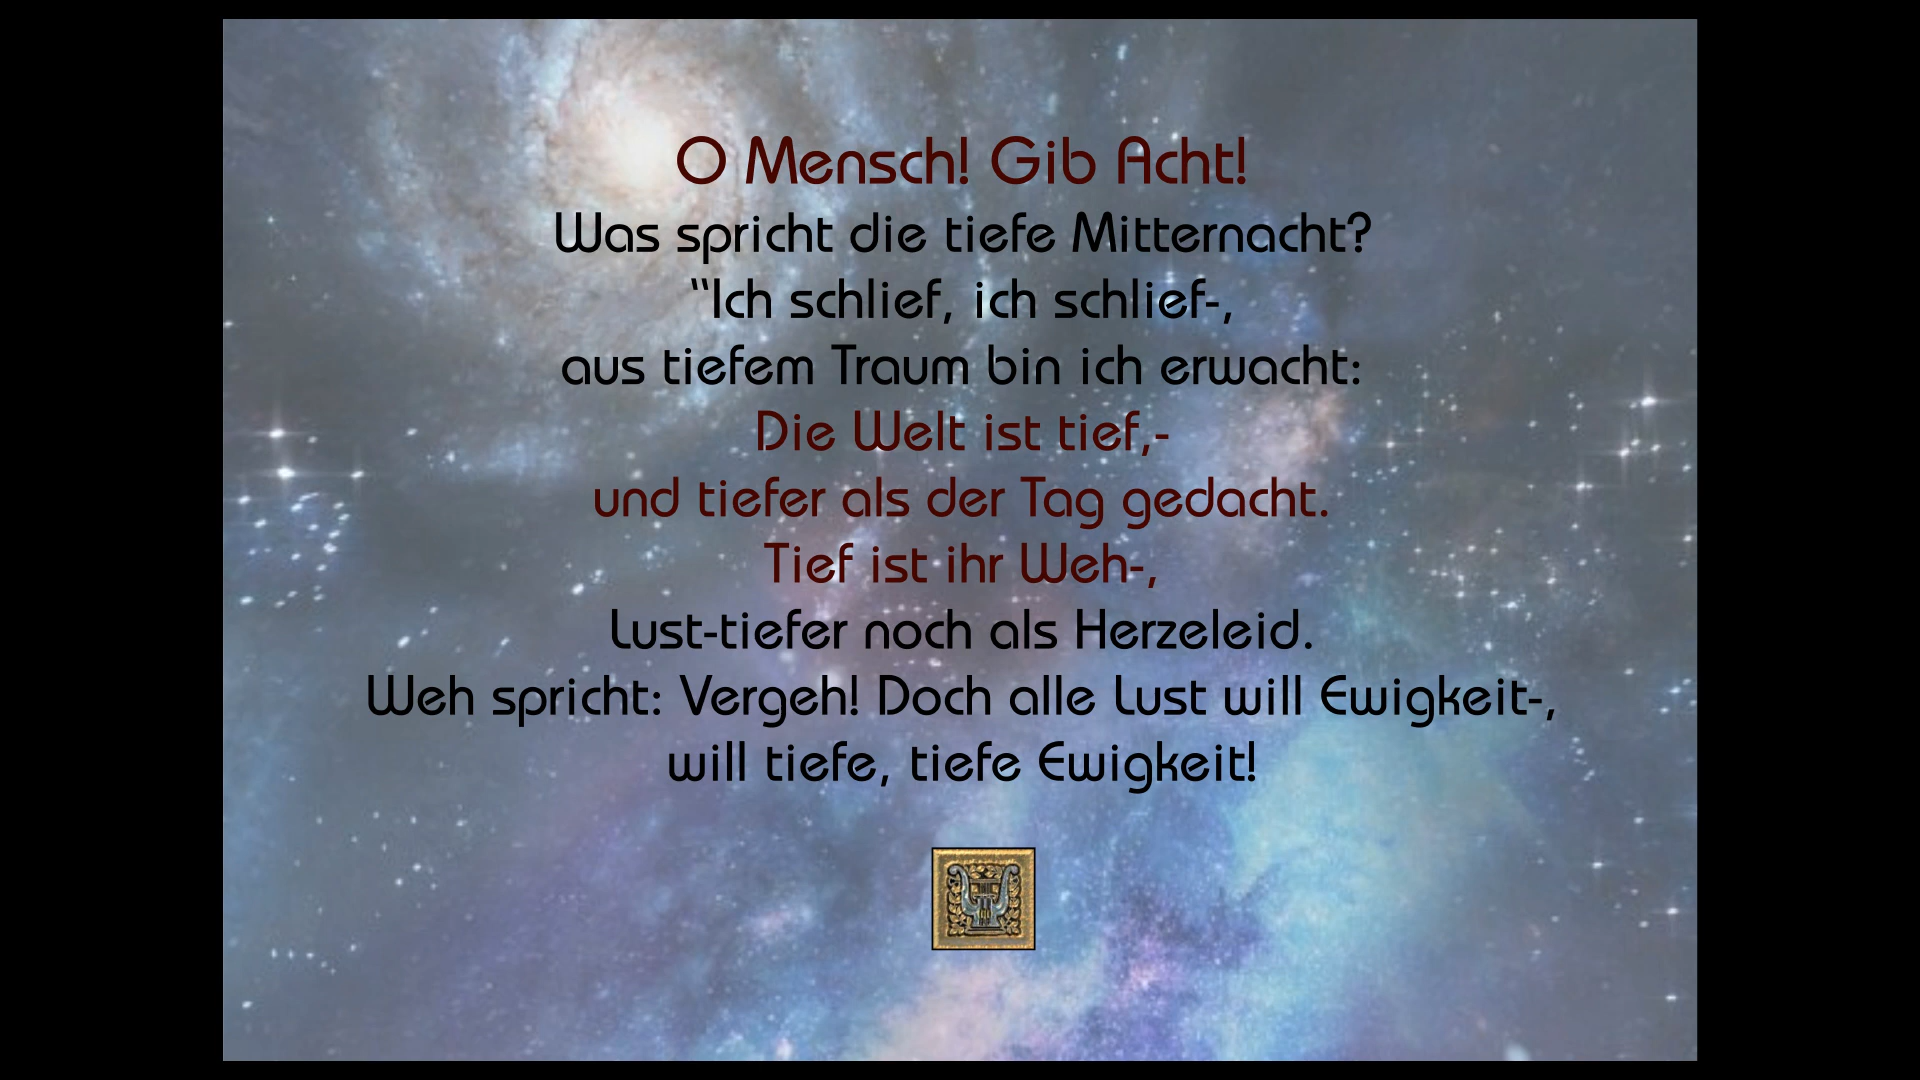 O Mensch! Gib Acht!
Was spricht die tiefe Mitternacht?
“Ich schlief, ich schlief-,
aus tiefem Traum bin ich erwacht:
Die Welt ist tief,-
und tiefer als der Tag gedacht.
Tief ist ihr Weh-,
Lust-tiefer noch als Herzeleid.
Weh spricht: Vergeh! Doch alle Lust will Ewigkeit-,
will tiefe, tiefe Ewigkeit!